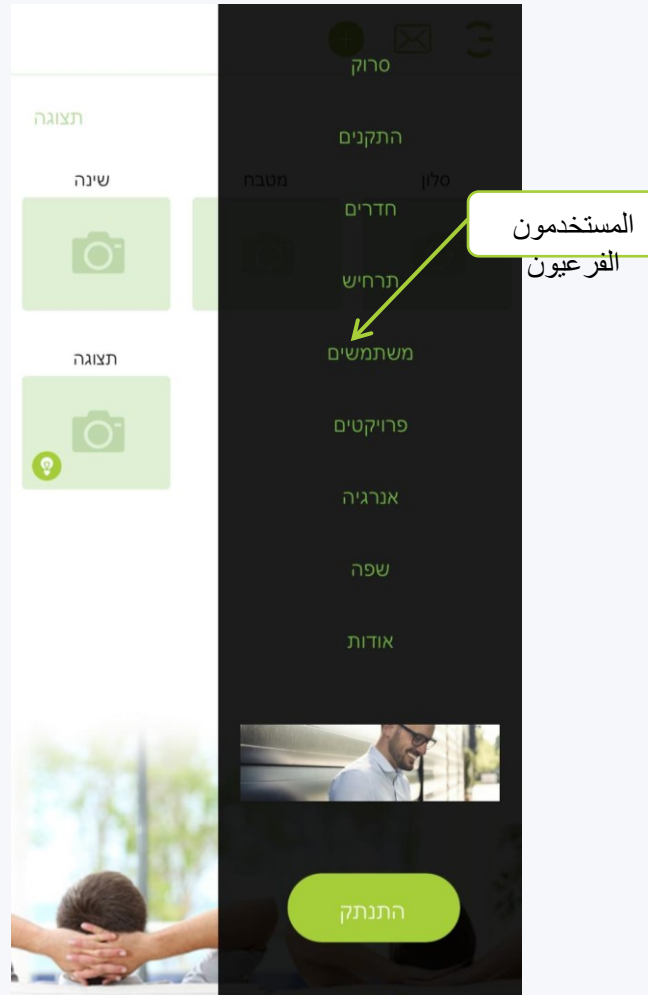 סרוק
תצוגה
התקנים
שינה
מטבח
סלון
חדרים
المستخدمون
الفرعيون
תרחיש
משתמשים
תצוגה
פרויקטים
אנרגיה
שפה
אודות
התנתק